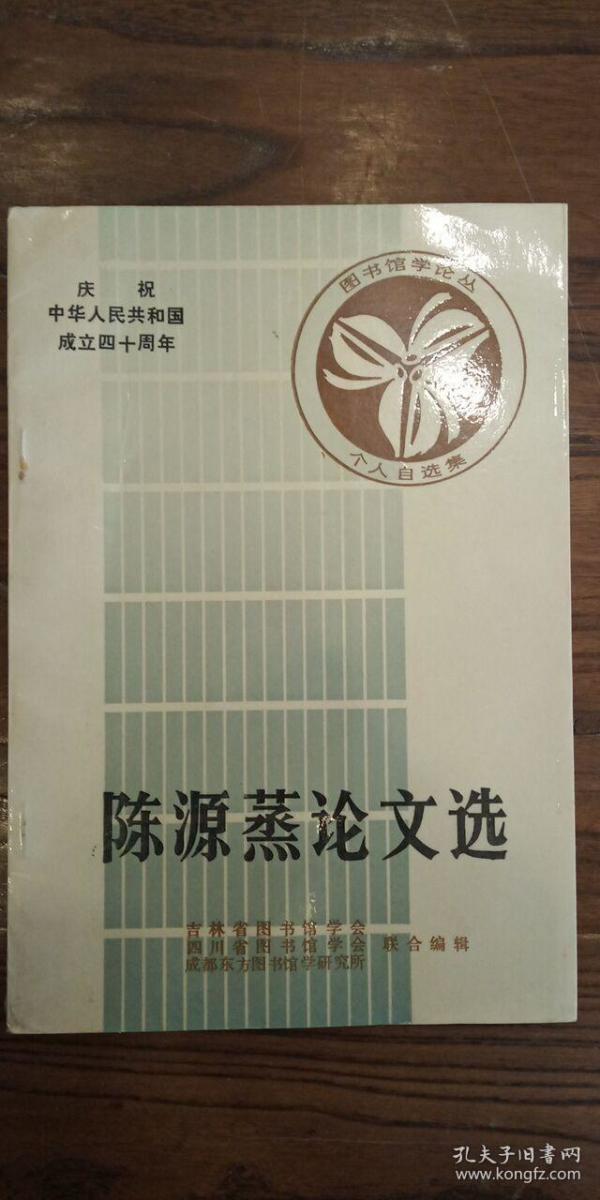 庆 祝
中华人民共和国
成立四十周年
图书馆学论丛
个人自选集
陈源蒸论文选
吉林省图书馆学会
四川省图书馆学会
成都东方图书馆学研究所
联合编辑
孔夫子旧书网
www.kongfz.com